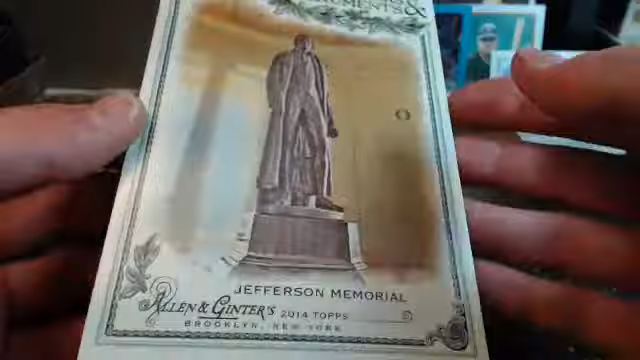 &
JEFFERSON MEMORIAL
ALLEN & GINTER'S 2014 TOPPS
BROOKLYN, NEW YORK